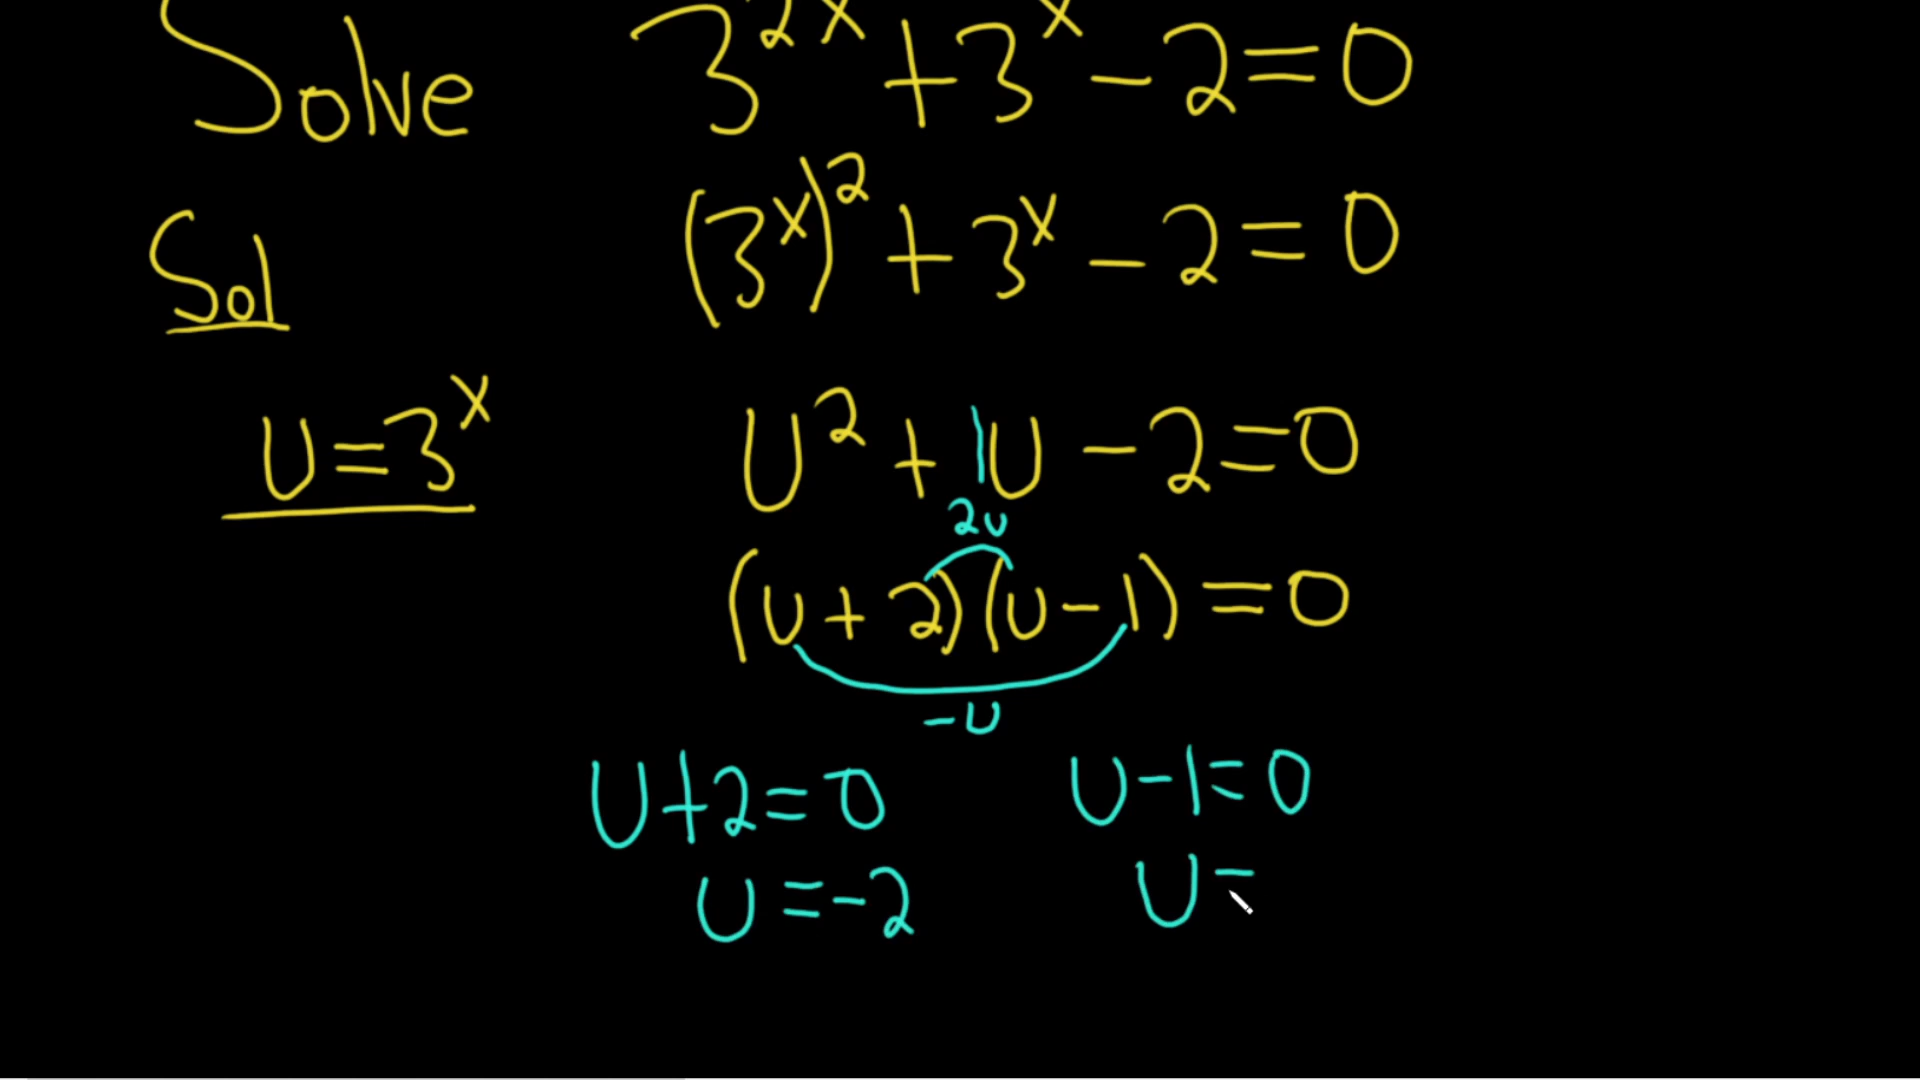 Solve 3^{2x} + 3^x - 2 = 0
Sol (3^x)^2 + 3^x - 2 = 0
U = 3^x U^2 + 1U - 2 = 0
2U
(U + 2)(U - 1) = 0
-U
U + 2 = 0 U - 1 = 0
U = -2 U -